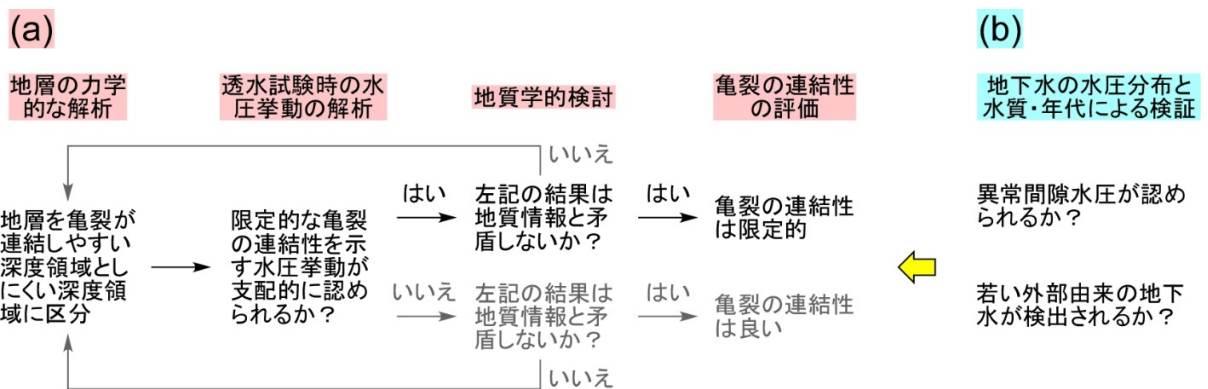 (a)
(b)
地層の力学
的な解析
透水試験時の水
圧挙動の解析
地質学的検討
亀裂の連結性
の評価
地下水の水圧分布と
水質・年代による検証
いいえ
地層を亀裂が
連結しやすい
深度領域とし
にくい深度領
域に区分
限定的な亀裂
の連結性を示
す水圧挙動が
支配的に認め
られるか？
はい
左記の結果は
地質情報と矛
盾しないか？
はい
亀裂の連結性
は限定的
いいえ
左記の結果は
地質情報と矛
盾しないか？
はい
亀裂の連結性
は良い
いいえ
異常間隙水圧が認め
られるか？
若い外部由来の地下
水が検出されるか？